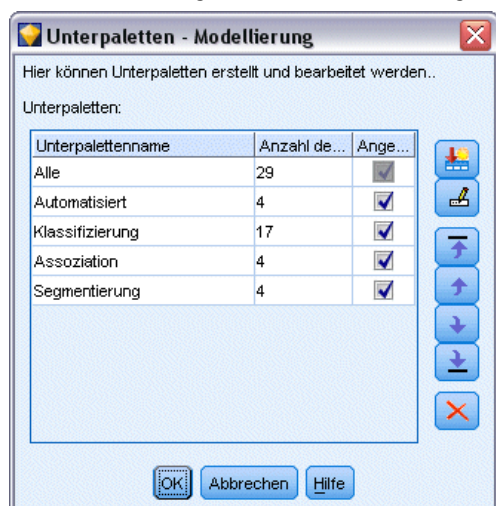 Unterpaletten - Modellierung
Hier können Unterpaletten erstellt und bearbeitet werden..
Unterpaletten:
Unterpalettenname Anzahl de... Ange...
Alle 29
Automatisiert 4
Klassifizierung 17
Assoziation 4
Segmentierung 4
OK Abbrechen Hilfe